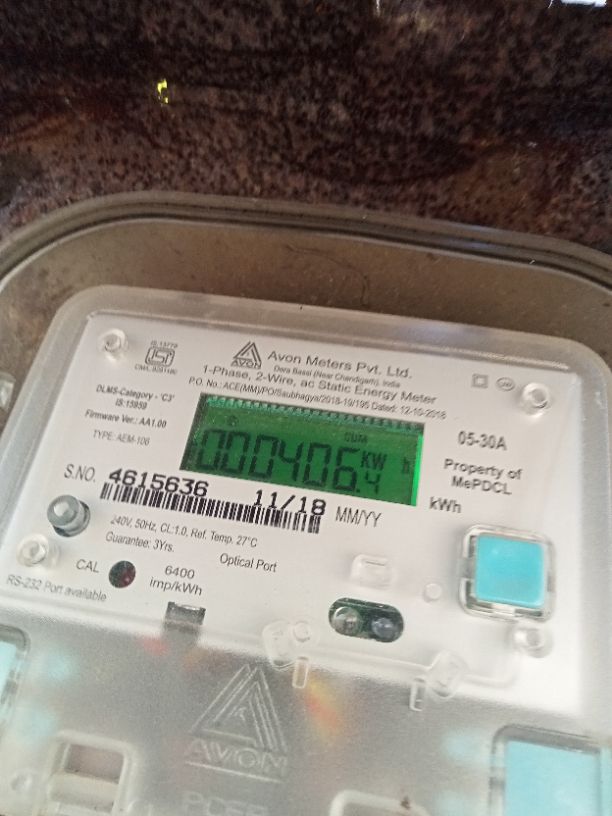 IS:13779
ISI
AVON
Avon Meters Pvt. Ltd.
Dera Bassi (Near Chandigarh), India
1-Phase, 2-Wire, ac Static Energy Meter
P.O. No.: ACE(MM)/PO/Saubhagya/2018-19/195 Dated: 12-10-2018
DLMS-Category - 'C3'
IS:15959
Firmware Ver.: AA1.00
TYPE: AEM-106
CUM
000406.4 KW h
05-30A
Property of
MePDCL
kWh
S.NO. 4615636 11/18 MM/YY
240V, 50Hz, CL:1.0, Ref. Temp. 27°C
Guarantee: 3Yrs.
Optical Port
CAL
6400
imp/kWh
RS-232 Port available
AVON